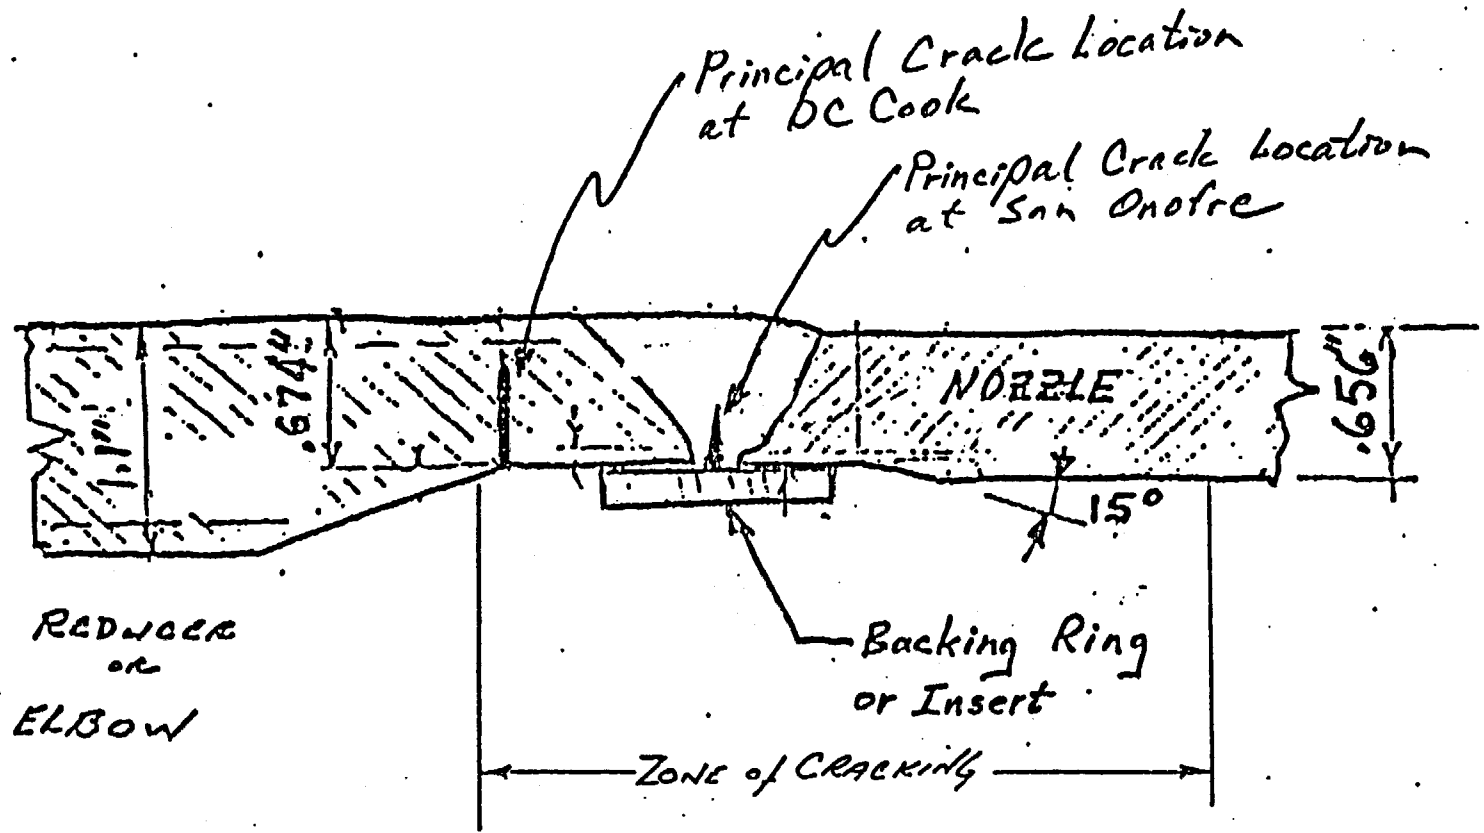 Principal Crack Location
at DC Cook
Principal Crack Location
at San Onofre
.674"
1.1"
NOZZLE
.656"
15°
REDUCER
or
ELBOW
Backing Ring
or Insert
ZONE of CRACKING